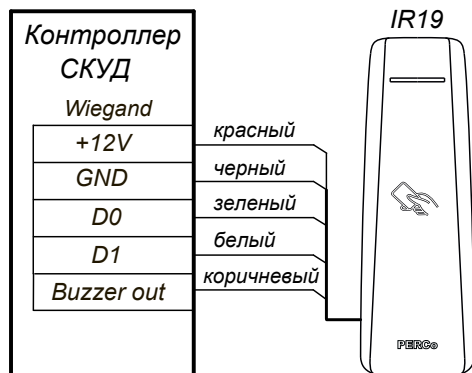 IR19
Контроллер
СКУД
Wiegand
+12V
красный
GND
черный
D0
зеленый
D1
белый
Buzzer out
коричневый
PERCo